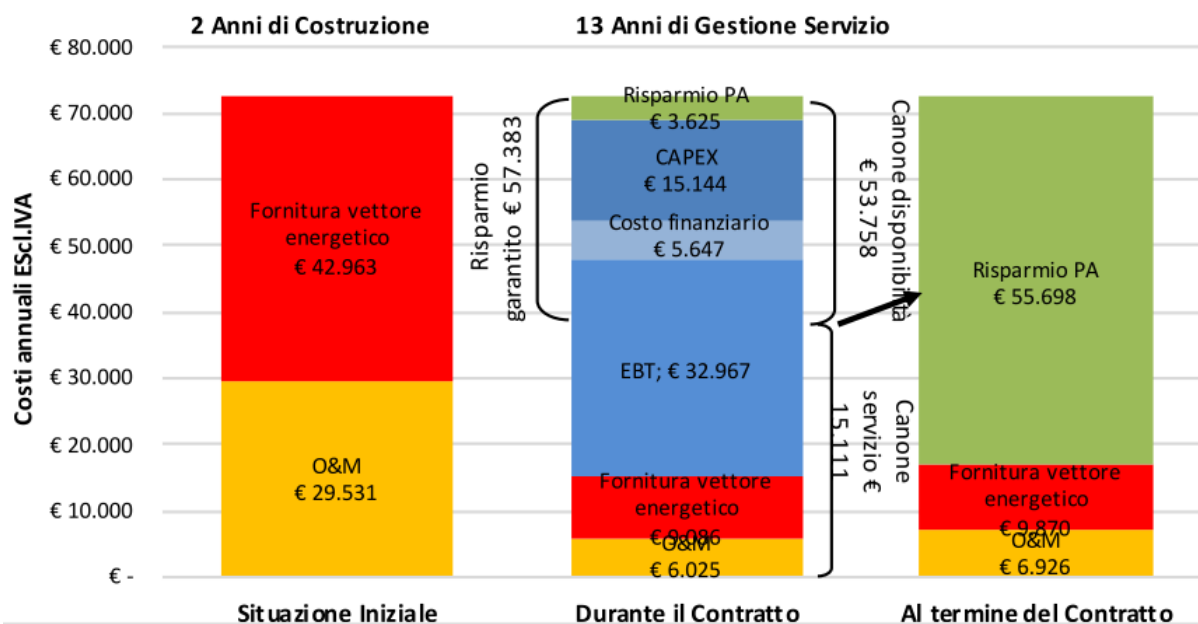 2 Anni di Costruzione
13 Anni di Gestione Servizio
Costi annuali EScl.IVA
€ 80.000
€ 70.000
€ 60.000
€ 50.000
€ 40.000
€ 30.000
€ 20.000
€ 10.000
€ -
Fornitura vettore
energetico
€ 42.963
O&M
€ 29.531
Risparmio
garantito € 57.383
Risparmio PA
€ 3.625
CAPEX
€ 15.144
Costo finanziario
€ 5.647
EBT; € 32.967
Fornitura vettore
energetico
€ 9.086
O&M
€ 6.025
Canone disponibilità
€ 53.758
Canone
servizio €
15.111
Risparmio PA
€ 55.698
Fornitura vettore
energetico
€ 9.870
O&M
€ 6.926
Situazione Iniziale
Durante il Contratto
Al termine del Contratto